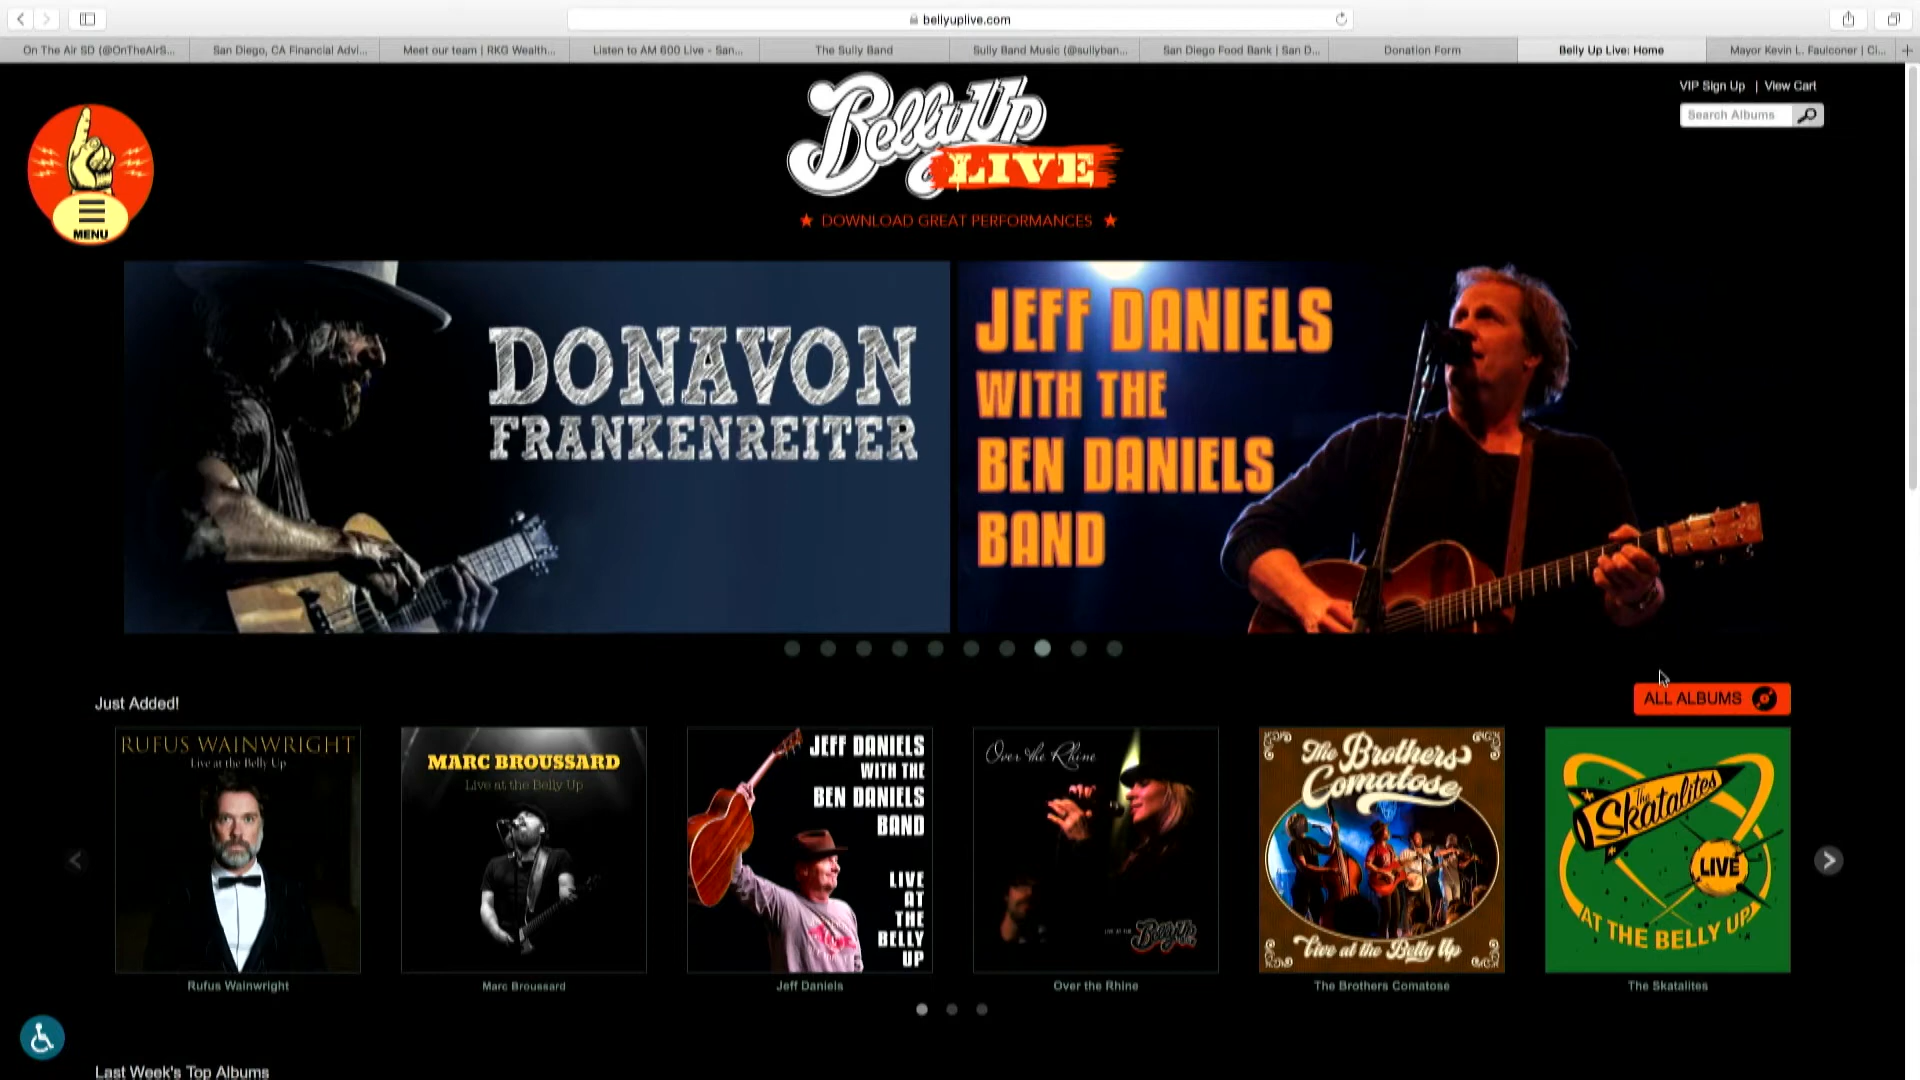 bellyuplive.com
On The Air SD (@OnTheAirS...
San Diego, CA Financial Advi...
Meet our team | RKG Wealth...
Listen to AM 600 Live - San...
The Sully Band
Sully Band Music (@sullyban...
San Diego Food Bank | San D...
Donation Form
Belly Up Live: Home
Mayor Kevin L. Faulconer | Ci...
VIP Sign Up | View Cart
Search Albums
MENU
Belly Up
LIVE
★ DOWNLOAD GREAT PERFORMANCES ★
DONAVON
FRANKENREITER
JEFF DANIELS
WITH THE
BEN DANIELS
BAND
Just Added!
ALL ALBUMS
RUFUS WAINWRIGHT
Live at the Belly Up
MARC BROUSSARD
Live at the Belly Up
JEFF DANIELS
WITH THE
BEN DANIELS
BAND
LIVE
AT
THE
BELLY
UP
Over the Rhine
LIVE AT THE
Belly Up
The Brothers
Comatose
Live at the Belly Up
The
Skatalites
LIVE
AT THE BELLY UP
Rufus Wainwright
Marc Broussard
Jeff Daniels
Over the Rhine
The Brothers Comatose
The Skatalites
Last Week's Top Albums